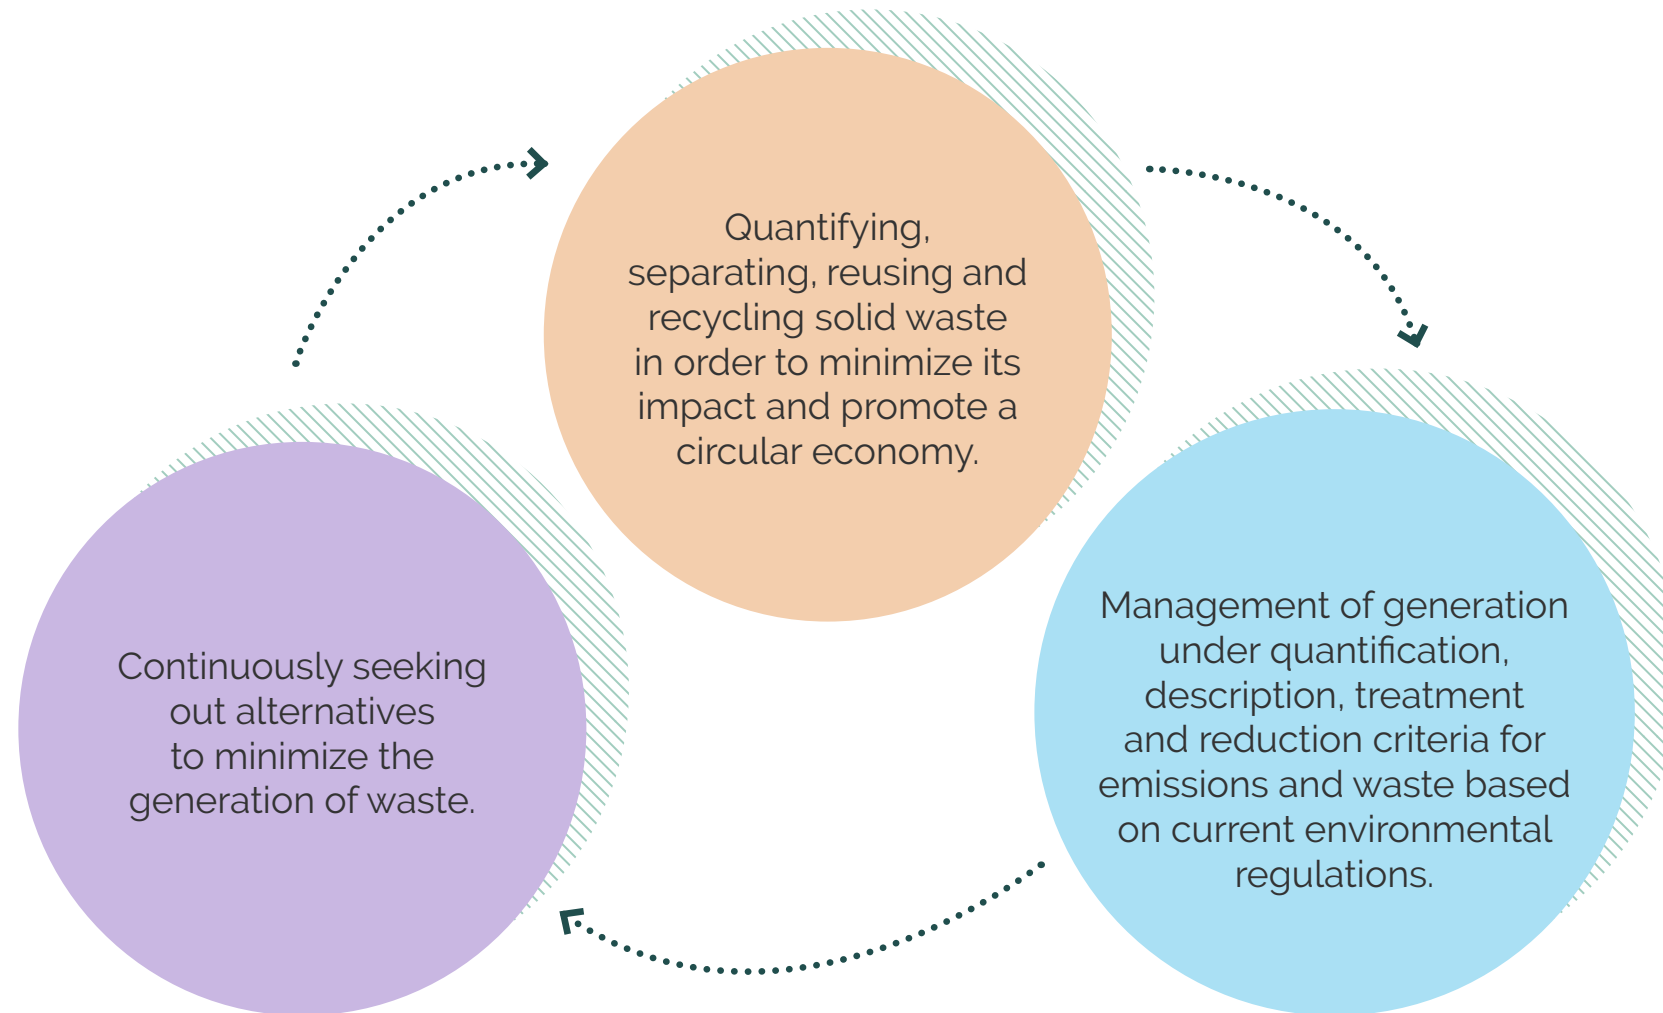 Quantifying,
separating, reusing and
recycling solid waste
in order to minimize its
impact and promote a
circular economy.
Management of generation
under quantification,
description, treatment
and reduction criteria for
emissions and waste based
on current environmental
regulations.
Continuously seeking
out alternatives
to minimize the
generation of waste.